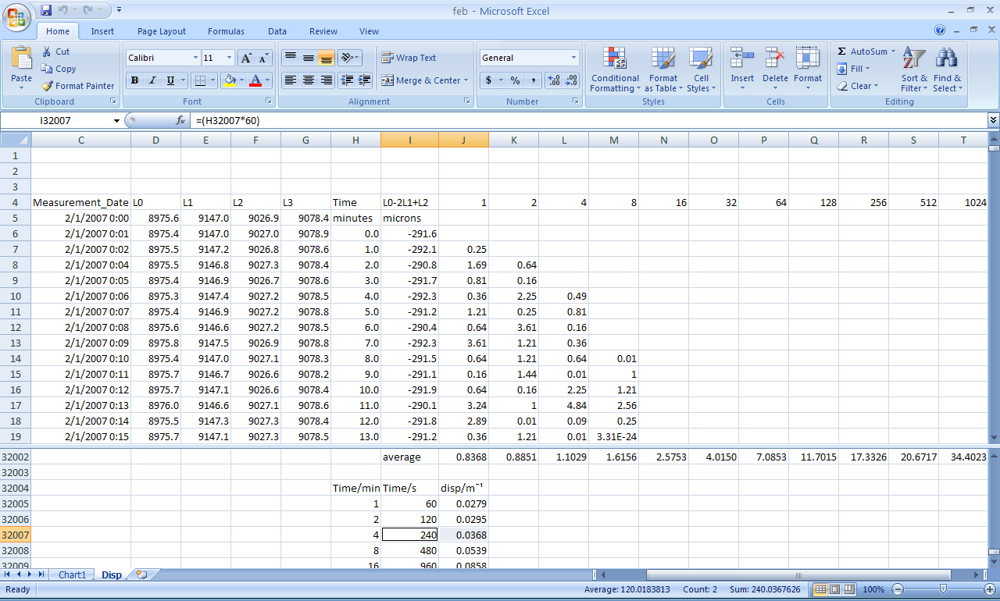 feb - Microsoft Excel
Home Insert Page Layout Formulas Data Review View
Paste Cut Copy Format Painter Clipboard
Calibri 11 A A B I U A Font
Wrap Text Merge & Center Alignment
General $ % , Number
Conditional Formatting Format as Table Cell Styles Styles
Insert Delete Format Cells
Σ AutoSum Fill Clear Sort & Filter Find & Select Editing
I32007 fx =(H32007*60)
C D E F G H I J K L M N O P Q R S T
1
2
3
4 Measurement_Date L0 L1 L2 L3 Time L0-2L1+L2 1 2 4 8 16 32 64 128 256 512 1024
5 2/1/2007 0:00 8975.6 9147.0 9026.9 9078.4 minutes microns
6 2/1/2007 0:01 8975.4 9147.0 9027.0 9078.9 0.0 -291.6
7 2/1/2007 0:02 8975.5 9147.2 9026.8 9078.6 1.0 -292.1 0.25
8 2/1/2007 0:04 8975.5 9146.8 9027.3 9078.4 2.0 -290.8 1.69 0.64
9 2/1/2007 0:05 8975.4 9146.9 9026.7 9078.6 3.0 -291.7 0.81 0.16
10 2/1/2007 0:06 8975.3 9147.4 9027.2 9078.5 4.0 -292.3 0.36 2.25 0.49
11 2/1/2007 0:07 8975.4 9146.9 9027.2 9078.8 5.0 -291.2 1.21 0.25 0.81
12 2/1/2007 0:08 8975.6 9146.6 9027.2 9078.5 6.0 -290.4 0.64 3.61 0.16
13 2/1/2007 0:09 8975.8 9147.5 9026.9 9078.8 7.0 -292.3 3.61 1.21 0.36
14 2/1/2007 0:10 8975.4 9147.0 9027.1 9078.3 8.0 -291.5 0.64 1.21 0.64 0.01
15 2/1/2007 0:11 8975.7 9146.7 9026.6 9078.2 9.0 -291.1 0.16 1.44 0.01 1
16 2/1/2007 0:12 8975.7 9147.1 9026.6 9078.4 10.0 -291.9 0.64 0.16 2.25 1.21
17 2/1/2007 0:13 8976.0 9146.6 9027.1 9078.6 11.0 -290.1 3.24 1 4.84 2.56
18 2/1/2007 0:14 8975.5 9147.3 9027.3 9078.4 12.0 -291.8 2.89 0.01 0.09 0.25
19 2/1/2007 0:15 8975.7 9147.1 9027.3 9078.5 13.0 -291.2 0.36 1.21 0.01 3.31E-24
32002 average 0.8368 0.8851 1.1029 1.6156 2.5753 4.0150 7.0853 11.7015 17.3326 20.6717 34.4023
32003
32004 Time/min Time/s disp/m⁻¹
32005 1 60 0.0279
32006 2 120 0.0295
32007 4 240 0.0368
32008 8 480 0.0539
32009 16 960 0.0858
Chart1 Disp
Ready Average: 120.0183813 Count: 2 Sum: 240.0367626 100%